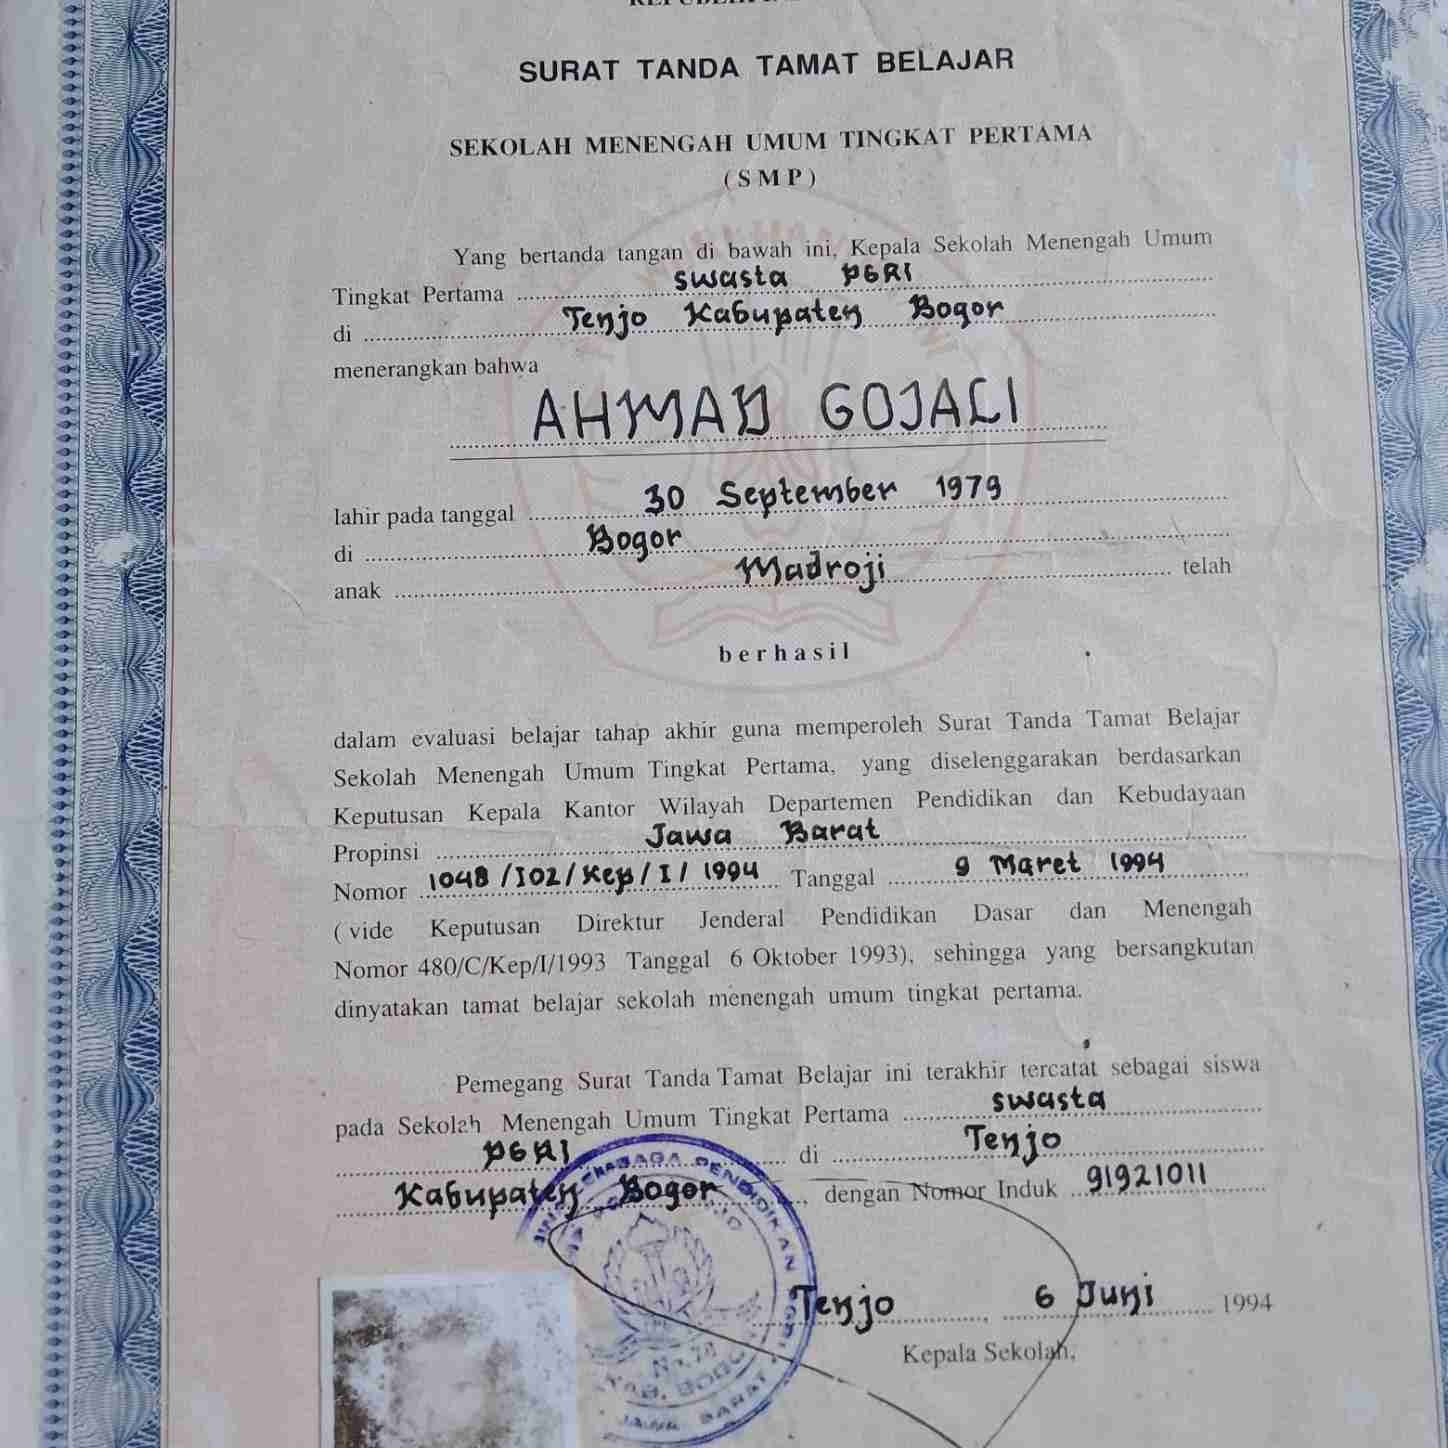 SURAT TANDA TAMAT BELAJAR
SEKOLAH MENENGAH UMUM TINGKAT PERTAMA
(SMP)
Yang bertanda tangan di bawah ini, Kepala Sekolah Menengah Umum
Tingkat Pertama swasta PGRI
di Tenjo Kabupaten Bogor
menerangkan bahwa
AHMAD GOJALI
lahir pada tanggal 30 September 1979
di Bogor
anak Madroji telah
berhasil
dalam evaluasi belajar tahap akhir guna memperoleh Surat Tanda Tamat Belajar
Sekolah Menengah Umum Tingkat Pertama, yang diselenggarakan berdasarkan
Keputusan Kepala Kantor Wilayah Departemen Pendidikan dan Kebudayaan
Propinsi Jawa Barat
Nomor 1048/I02/Kep/I/1994 Tanggal 9 Maret 1994
(vide Keputusan Direktur Jenderal Pendidikan Dasar dan Menengah
Nomor 480/C/Kep/I/1993 Tanggal 6 Oktober 1993), sehingga yang bersangkutan
dinyatakan tamat belajar sekolah menengah umum tingkat pertama.
Pemegang Surat Tanda Tamat Belajar ini terakhir tercatat sebagai siswa
pada Sekolah Menengah Umum Tingkat Pertama swasta
PGRI di Tenjo
Kabupaten Bogor dengan Nomor Induk 91921011
LEMBAGA PENDIDIKAN
KAB. BOGOR
JAWA BARAT
Tenjo, 6 Juni 1994
Kepala Sekolah,